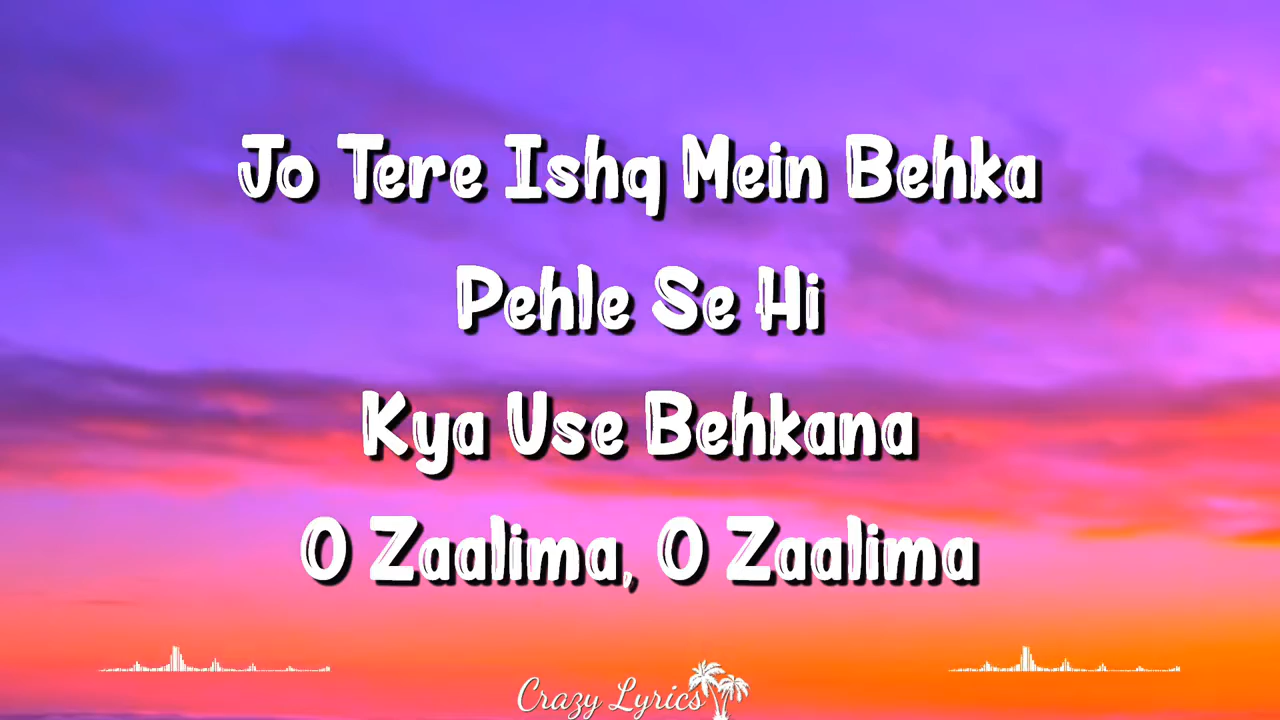 Jo Tere Ishq Mein Behka
Pehle Se Hi
Kya Use Behkana
O Zaalima, O Zaalima
Crazy Lyrics